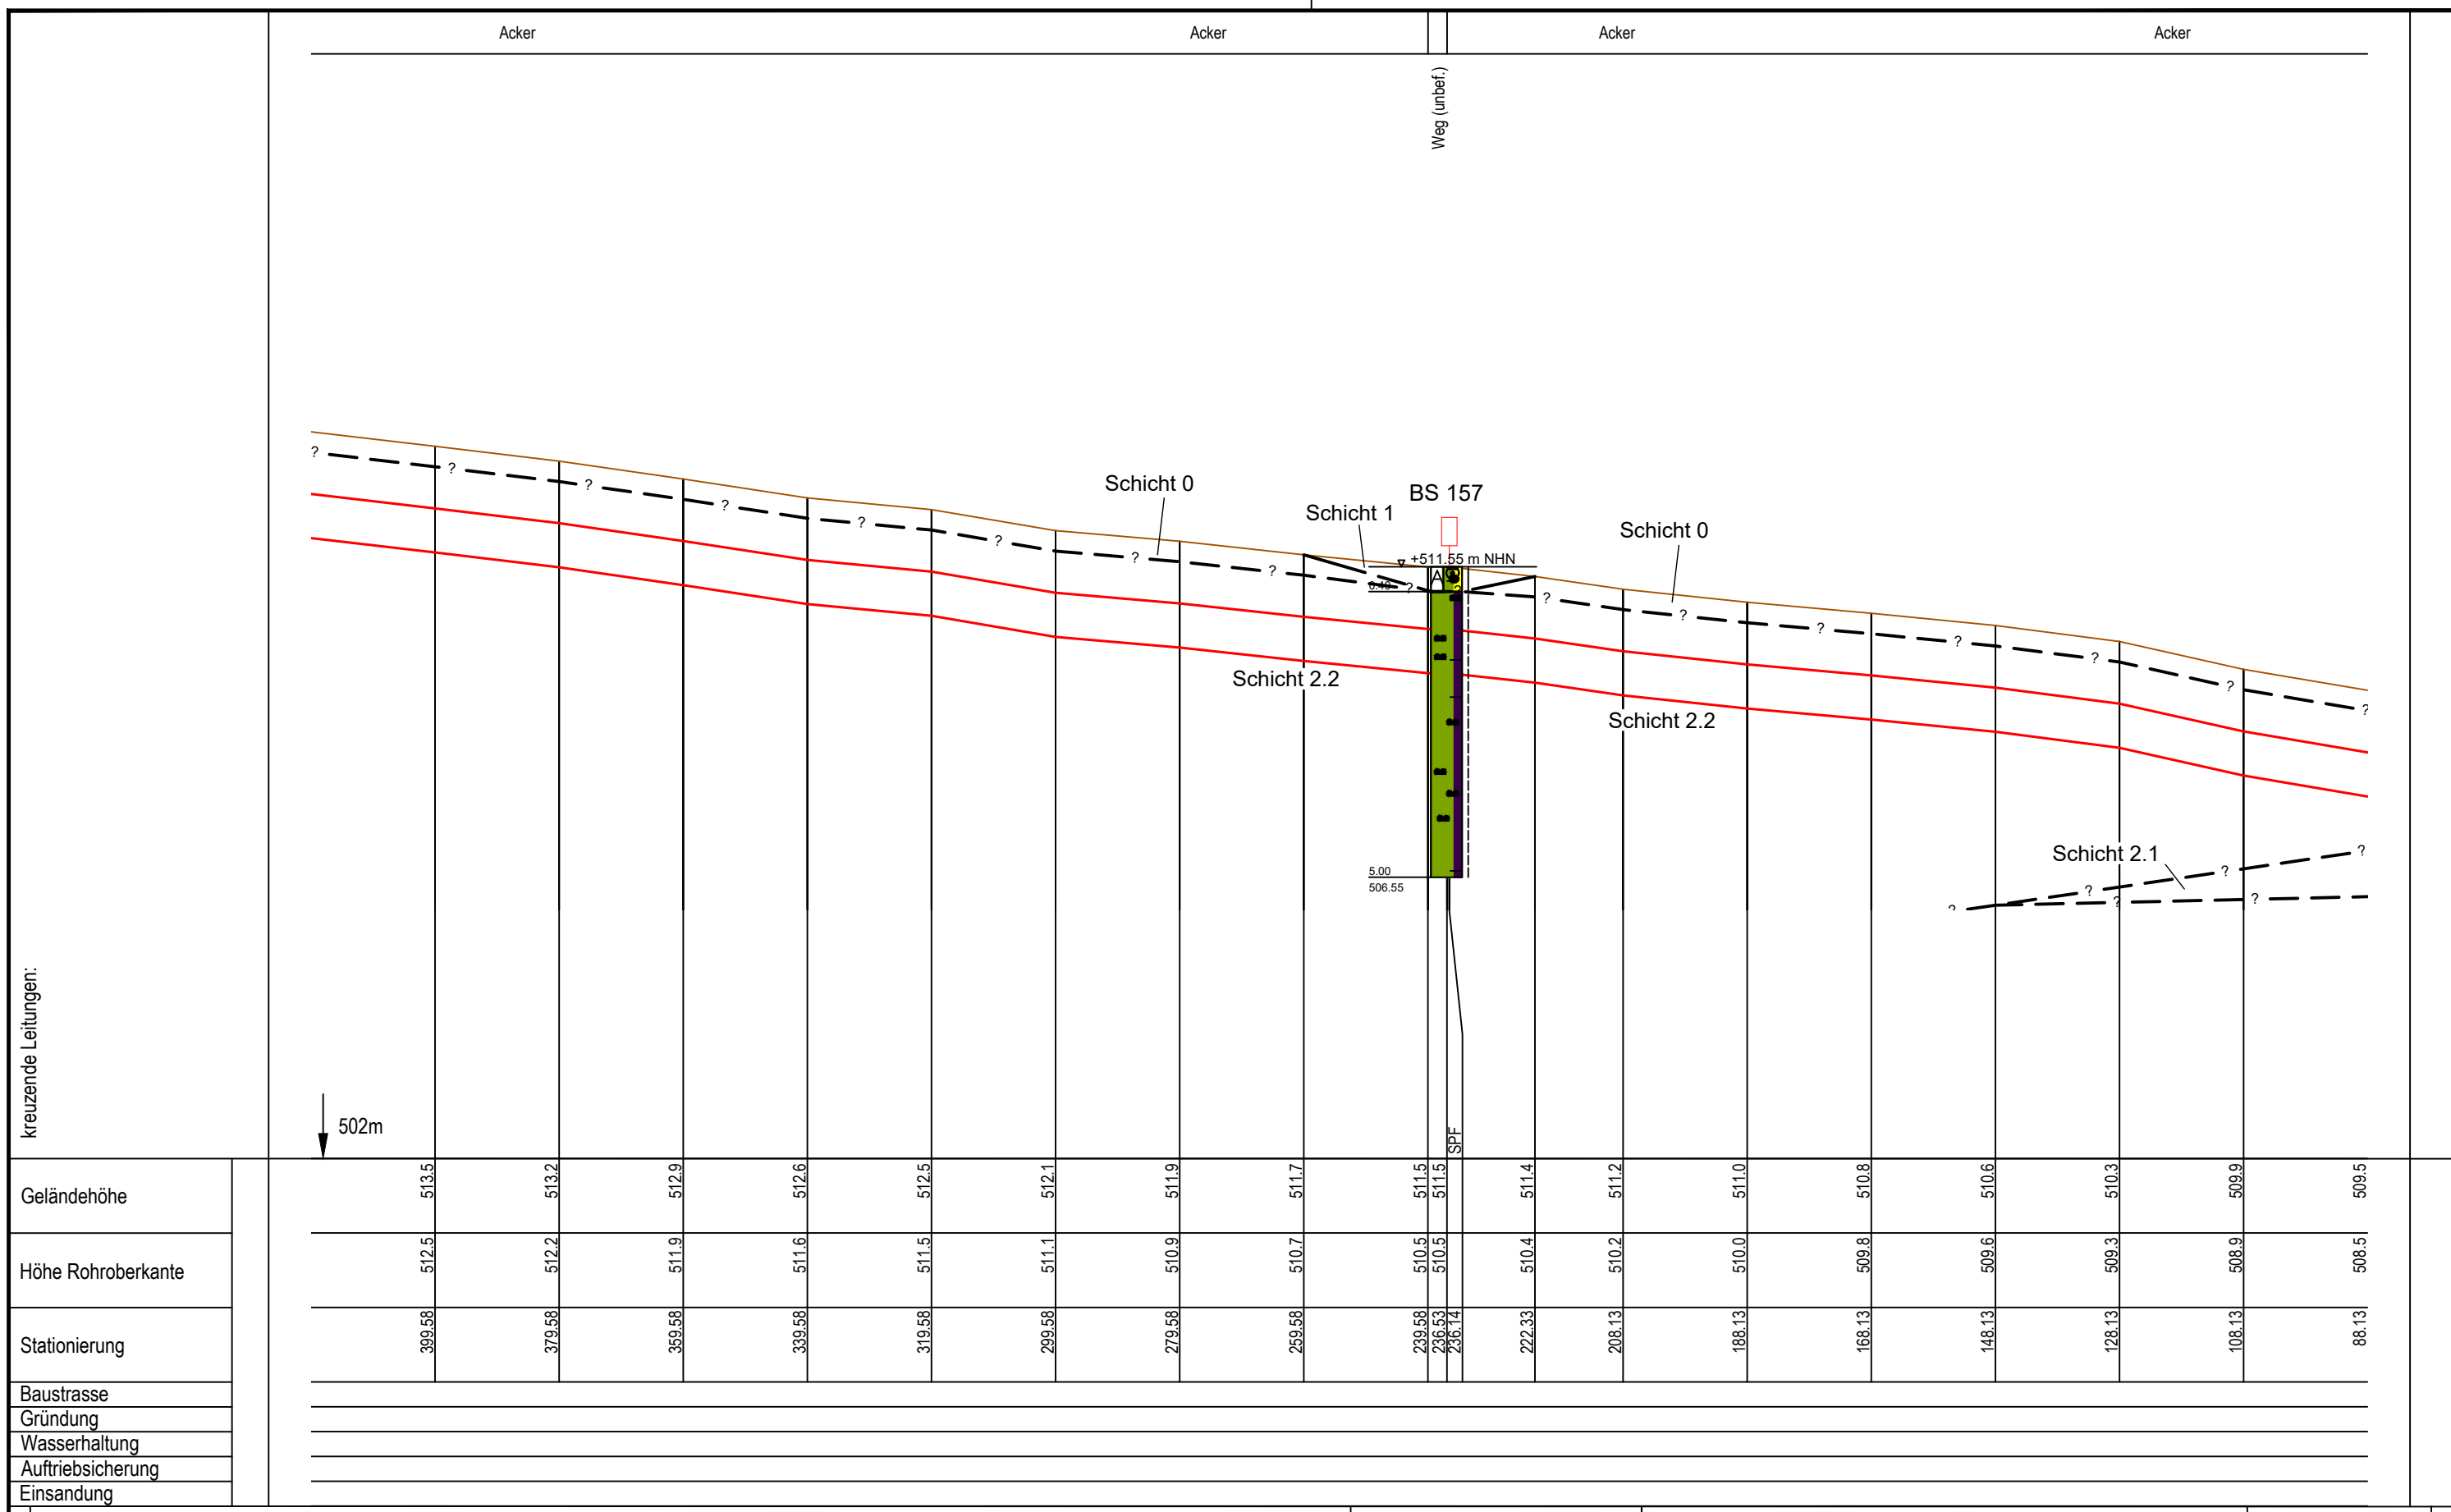 Acker Acker Acker Acker
Weg (unbef.)
Schicht 0
BS 157
Schicht 1
Schicht 0
+511.55 m NHN
A
0.40
Schicht 2.2
Schicht 2.2
Schicht 2.1
5.00
506.55
kreuzende Leitungen:
502m
SPF
Geländehöhe 513.5 513.2 512.9 512.6 512.5 512.1 511.9 511.7 511.5 511.5 511.4 511.2 511.0 510.8 510.6 510.3 509.9 509.5
Höhe Rohroberkante 512.5 512.2 511.9 511.6 511.5 511.1 510.9 510.7 510.5 510.5 510.4 510.2 510.0 509.8 509.6 509.3 508.9 508.5
Stationierung 399.58 379.58 359.58 339.58 319.58 299.58 279.58 259.58 239.58 236.53 236.14 222.33 208.13 188.13 168.13 148.13 128.13 108.13 88.13
Baustrasse
Gründung
Wasserhaltung
Auftriebsicherung
Einsandung